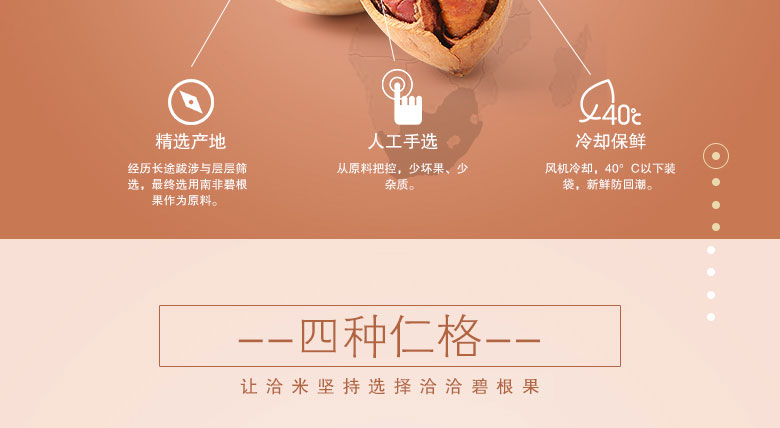 40℃
精选产地
人工手选
冷却保鲜
经历长途跋涉与层层筛
选，最终选用南非碧根
果作为原料。
从原料把控，少坏果、少
杂质。
风机冷却，40°C以下装
袋，新鲜防回潮。
——四种仁格——
让洽米坚持选择洽洽碧根果